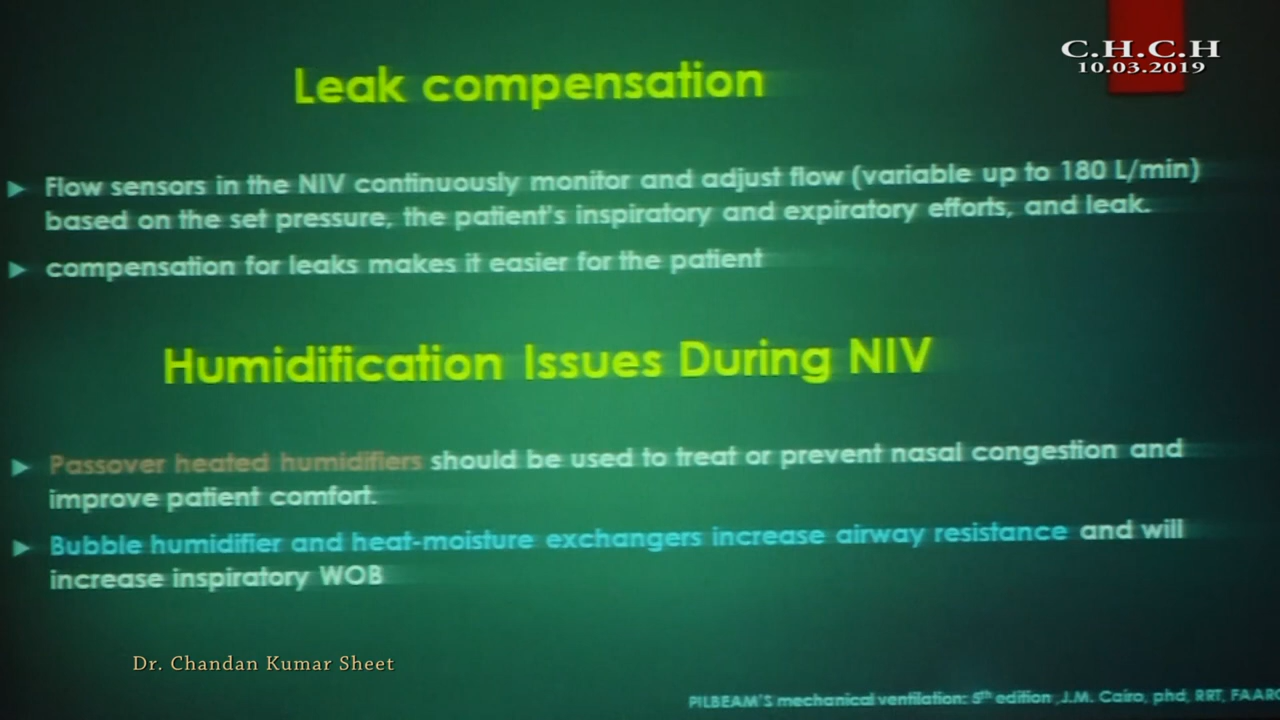 C.H.C.H
10.03.2019
Leak compensation
Flow sensors in the NIV continuously monitor and adjust flow (variable up to 180 L/min)
based on the set pressure, the patient's inspiratory and expiratory efforts, and leak.
compensation for leaks makes it easier for the patient
Humidification Issues During NIV
Passover heated humidifiers should be used to treat or prevent nasal congestion and
improve patient comfort.
Bubble humidifier and heat-moisture exchangers increase airway resistance and will
increase inspiratory WOB
Dr. Chandan Kumar Sheet
PILBEAM'S mechanical ventilation: 5th edition ,J.M. Cairo, phd, RRT, FAARC